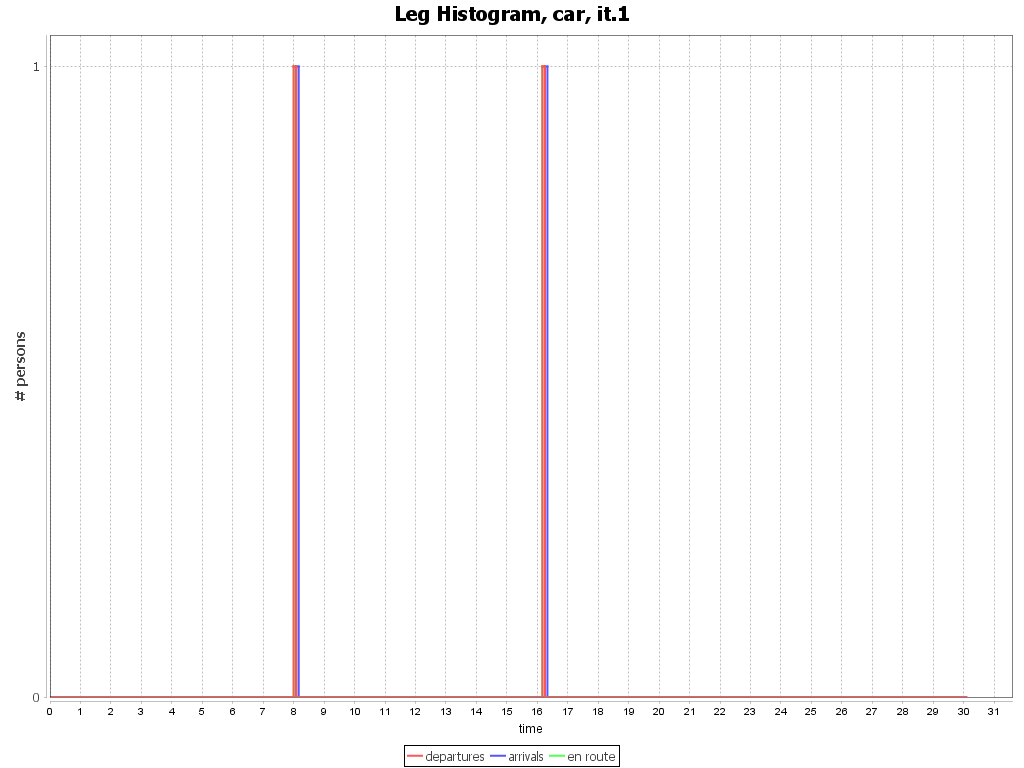 Leg Histogram, car, it.1
1
# persons
0
0 1 2 3 4 5 6 7 8 9 10 11 12 13 14 15 16 17 18 19 20 21 22 23 24 25 26 27 28 29 30 31
time
departures arrivals en route